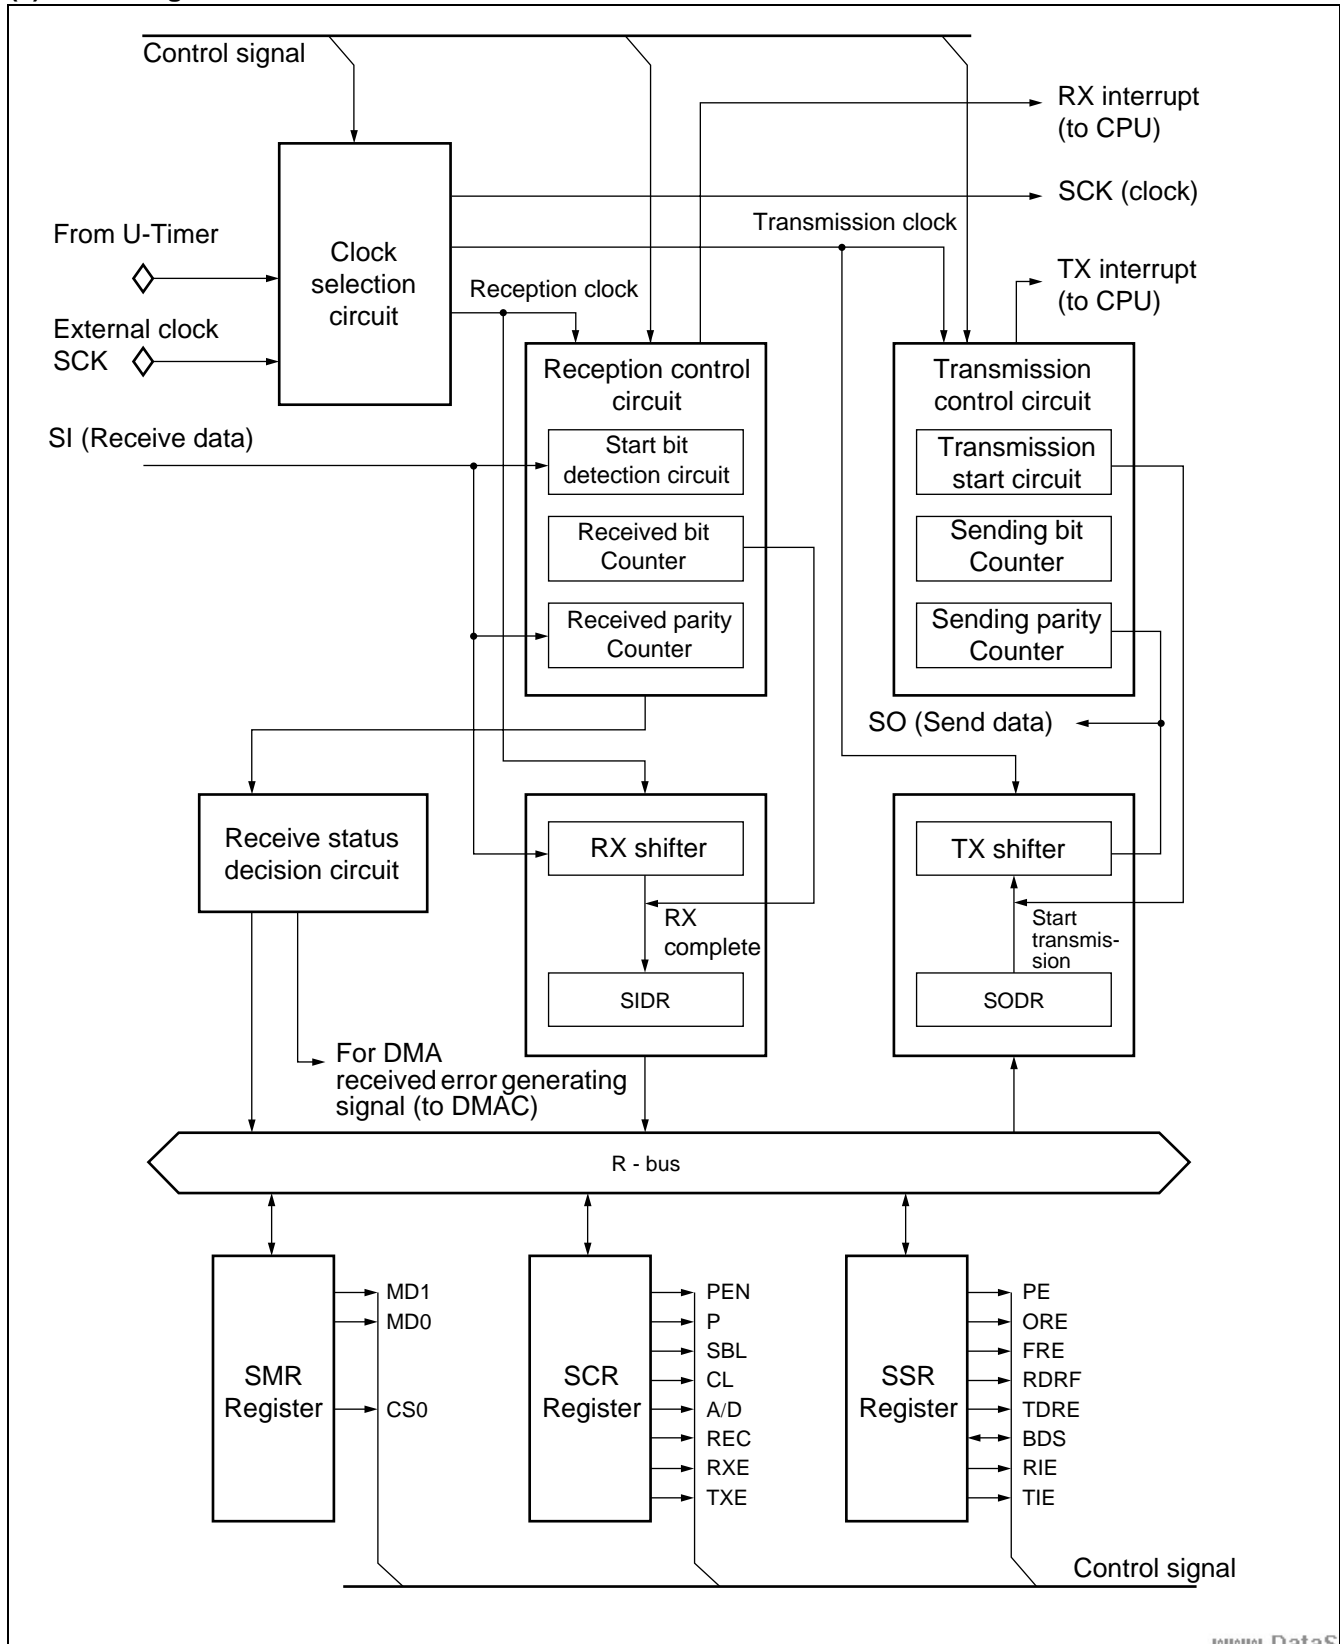 Control signal
RX interrupt
(to CPU)
SCK (clock)
Transmission clock
From U-Timer
Clock
selection
circuit
TX interrupt
(to CPU)
Reception clock
External clock
SCK
Reception control
circuit
Transmission
control circuit
SI (Receive data)
Start bit
detection circuit
Transmission
start circuit
Received bit
Counter
Sending bit
Counter
Received parity
Counter
Sending parity
Counter
SO (Send data)
Receive status
decision circuit
RX shifter
TX shifter
RX
complete
Start
transmis-
sion
SIDR
SODR
For DMA
received error generating
signal (to DMAC)
R - bus
SMR
Register
MD1
MD0
CS0
SCR
Register
PEN
P
SBL
CL
A/D
REC
RXE
TXE
SSR
Register
PE
ORE
FRE
RDRF
TDRE
BDS
RIE
TIE
Control signal